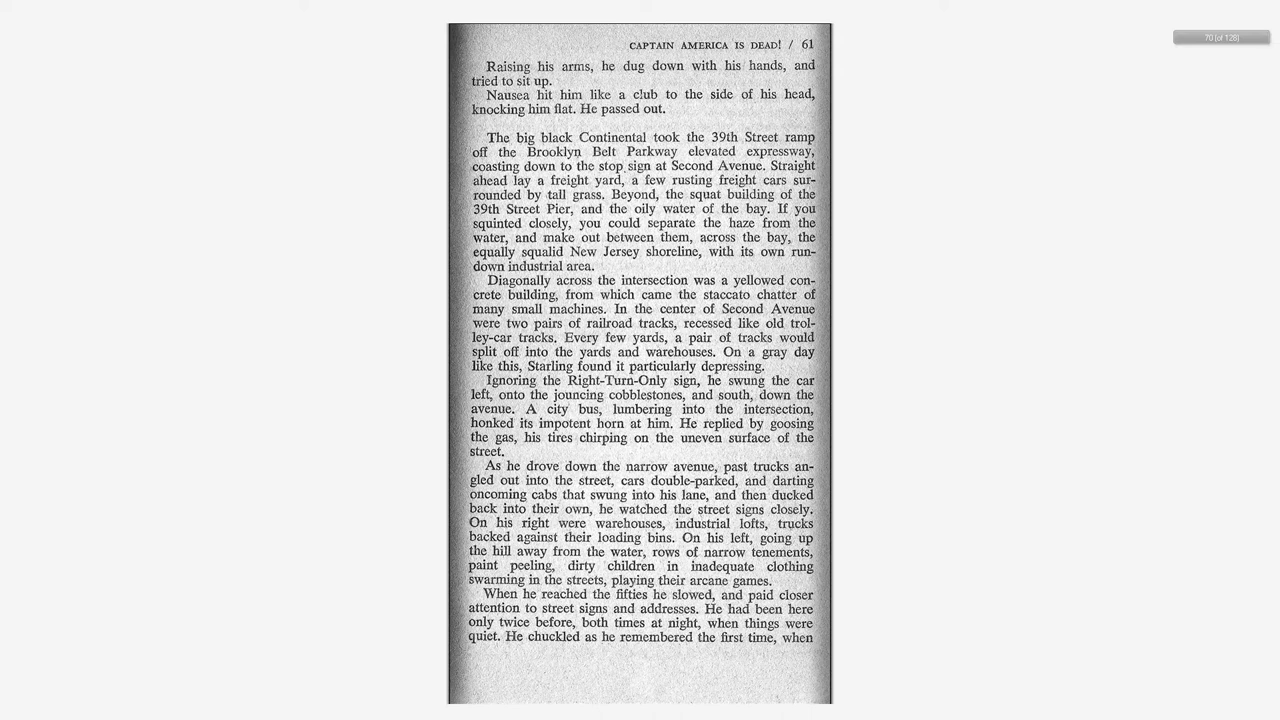 CAPTAIN AMERICA IS DEAD! / 61
70 (of 128)
Raising his arms, he dug down with his hands, and
tried to sit up.
Nausea hit him like a club to the side of his head,
knocking him flat. He passed out.
The big black Continental took the 39th Street ramp
off the Brooklyn Belt Parkway elevated expressway,
coasting down to the stop sign at Second Avenue. Straight
ahead lay a freight yard, a few rusting freight cars sur-
rounded by tall grass. Beyond, the squat building of the
39th Street Pier, and the oily water of the bay. If you
squinted closely, you could separate the haze from the
water, and make out between them, across the bay, the
equally squalid New Jersey shoreline, with its own run-
down industrial area.
Diagonally across the intersection was a yellowed con-
crete building, from which came the staccato chatter of
many small machines. In the center of Second Avenue
were two pairs of railroad tracks, recessed like old trol-
ley-car tracks. Every few yards, a pair of tracks would
split off into the yards and warehouses. On a gray day
like this, Starling found it particularly depressing.
Ignoring the Right-Turn-Only sign, he swung the car
left, onto the jouncing cobblestones, and south, down the
avenue. A city bus, lumbering into the intersection,
honked its impotent horn at him. He replied by goosing
the gas, his tires chirping on the uneven surface of the
street.
As he drove down the narrow avenue, past trucks an-
gled out into the street, cars double-parked, and darting
oncoming cabs that swung into his lane, and then ducked
back into their own, he watched the street signs closely.
On his right were warehouses, industrial lofts, trucks
backed against their loading bins. On his left, going up
the hill away from the water, rows of narrow tenements,
paint peeling, dirty children in inadequate clothing
swarming in the streets, playing their arcane games.
When he reached the fifties he slowed, and paid closer
attention to street signs and addresses. He had been here
only twice before, both times at night, when things were
quiet. He chuckled as he remembered the first time, when